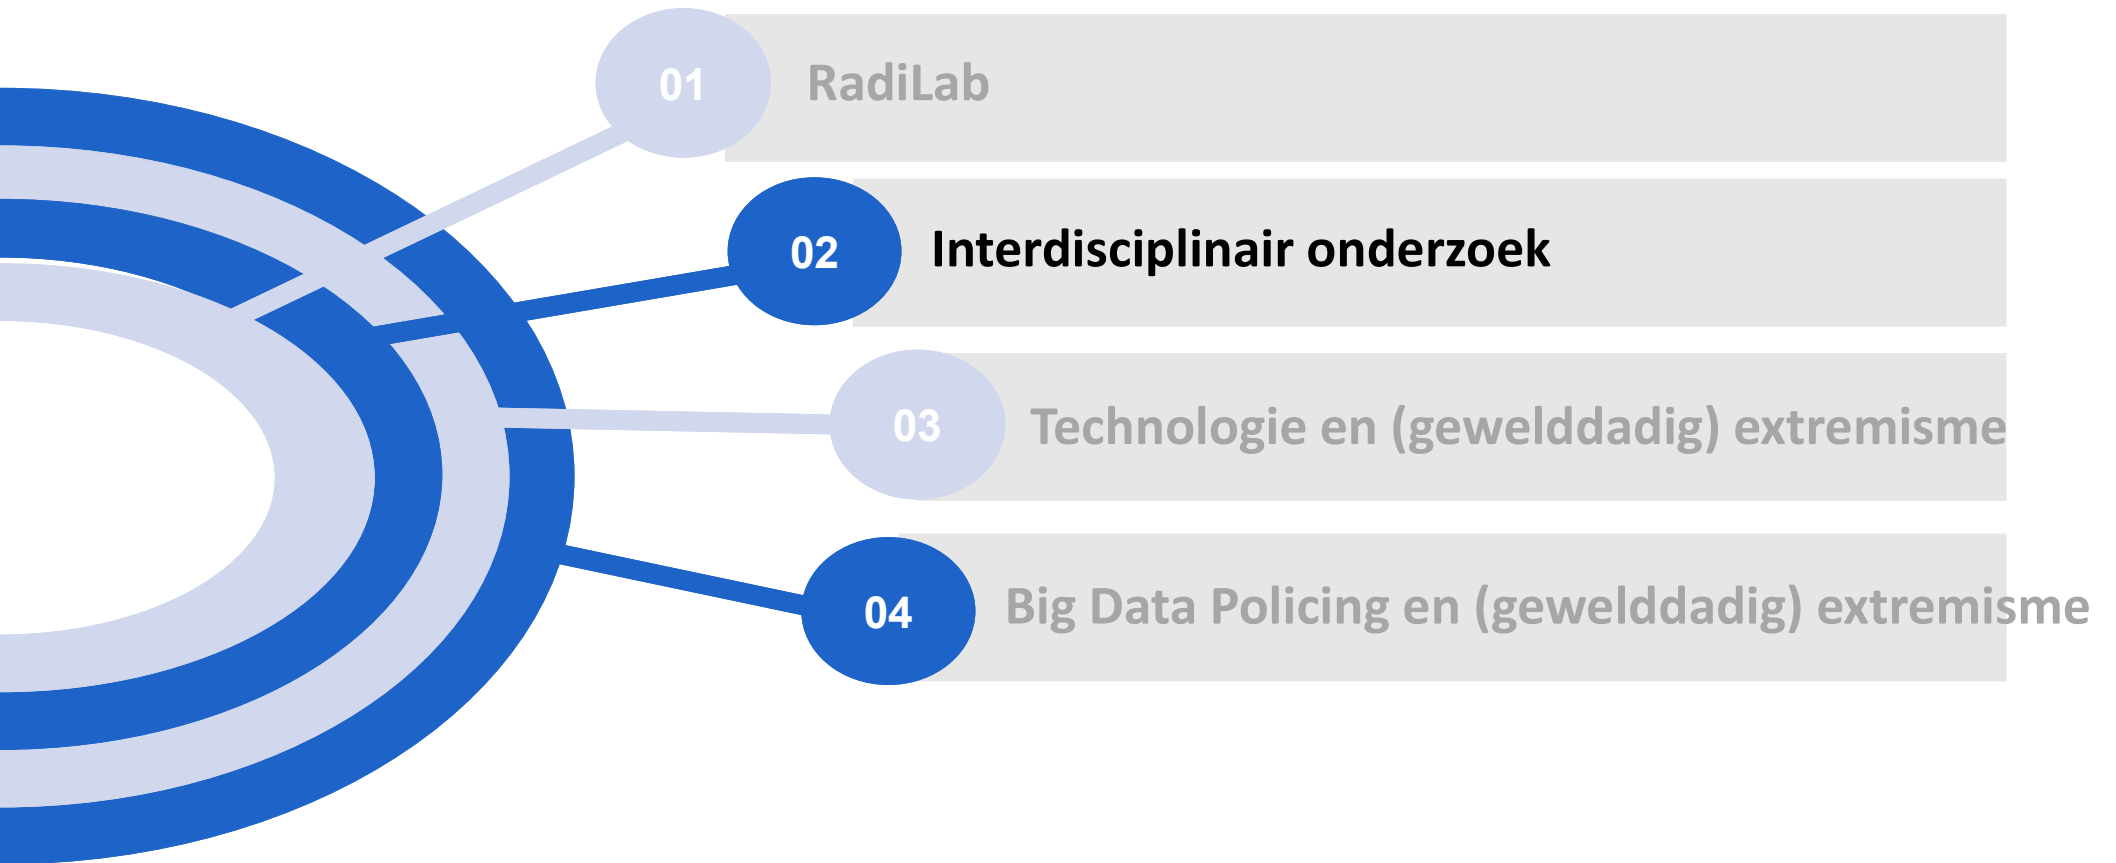 01 RadiLab
02 Interdisciplinair onderzoek
03 Technologie en (gewelddadig) extremisme
04 Big Data Policing en (gewelddadig) extremisme